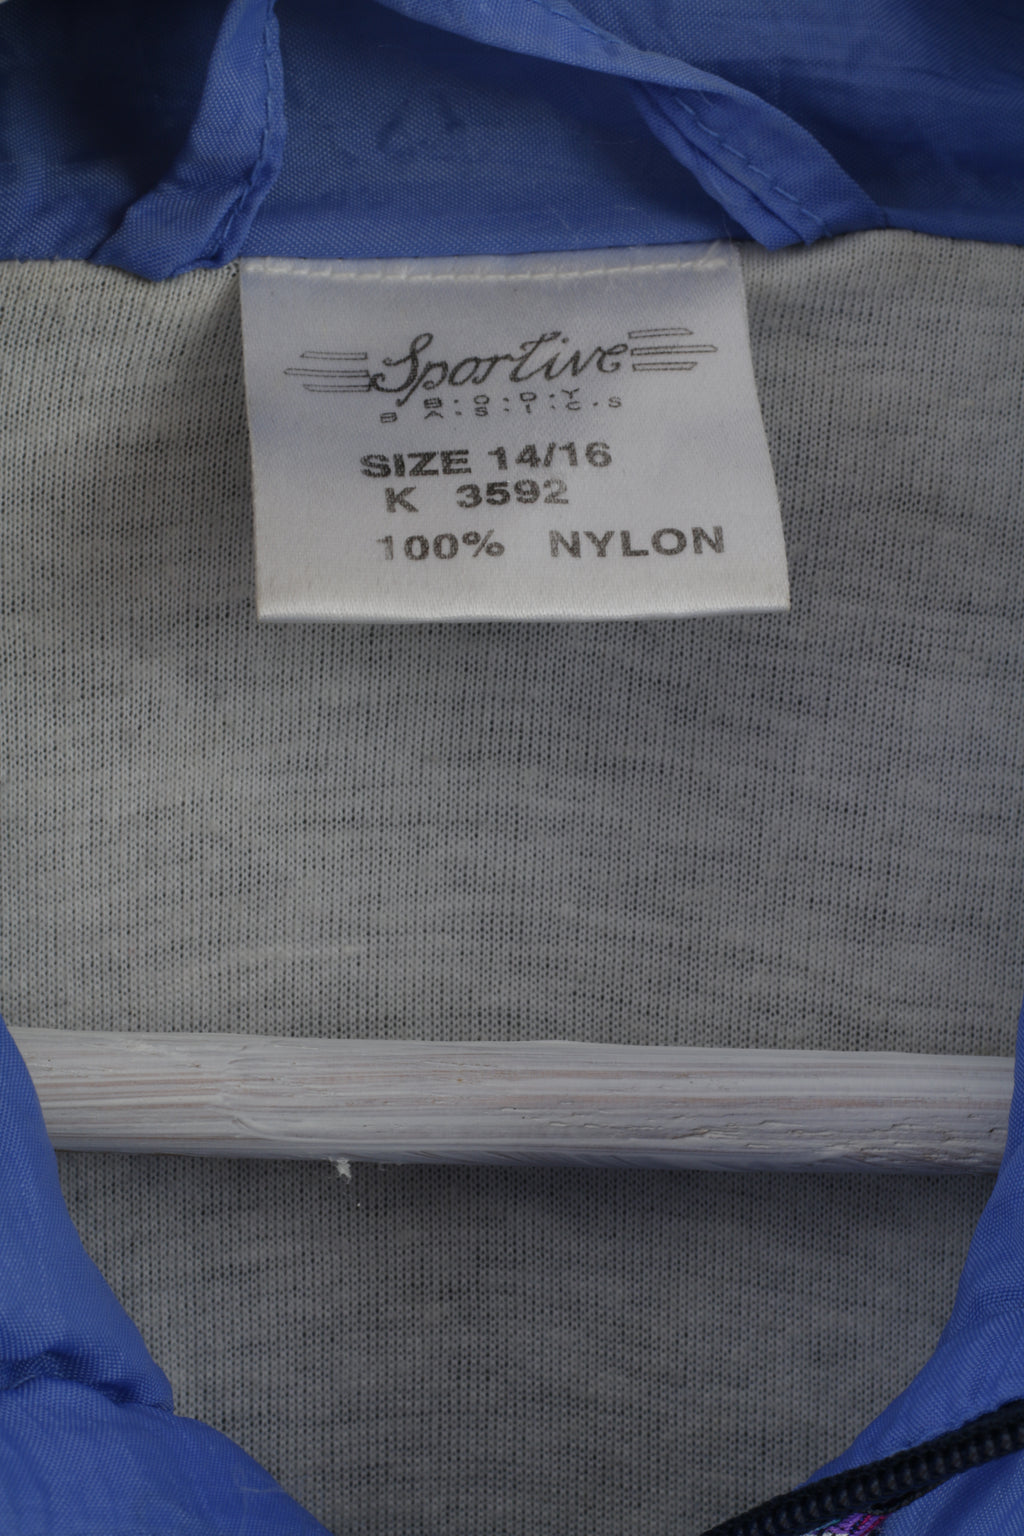 Sportive
B·O·D·Y
B·A·S·I·C·S
SIZE 14/16
K 3592
100% NYLON